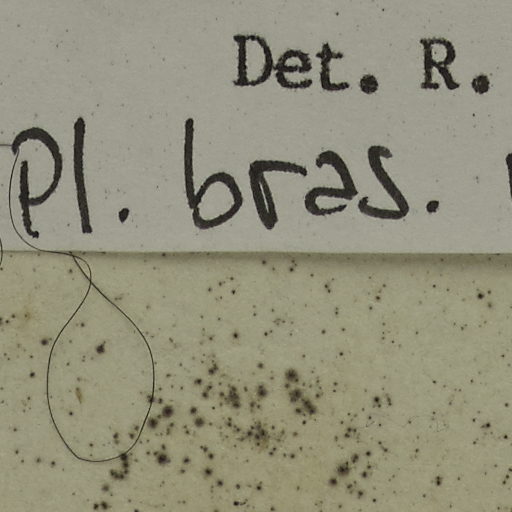 Det. R.
Pl. bras.